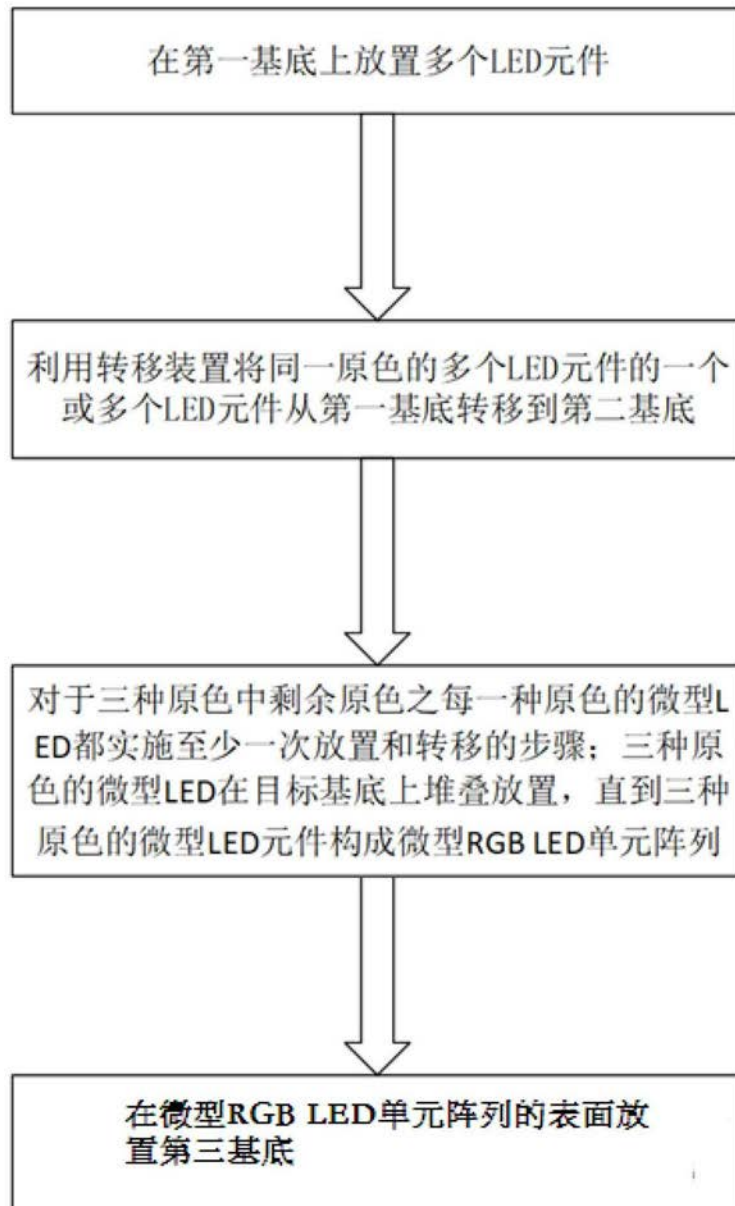 在第一基底上放置多个LED元件
利用转移装置将同一原色的多个LED元件的一个
或多个LED元件从第一基底转移到第二基底
对于三种原色中剩余原色之每一种原色的微型L
ED都实施至少一次放置和转移的步骤；三种原
色的微型LED在目标基底上堆叠放置，直到三种
原色的微型LED元件构成微型RGB LED单元阵列
在微型RGB LED单元阵列的表面放
置第三基底